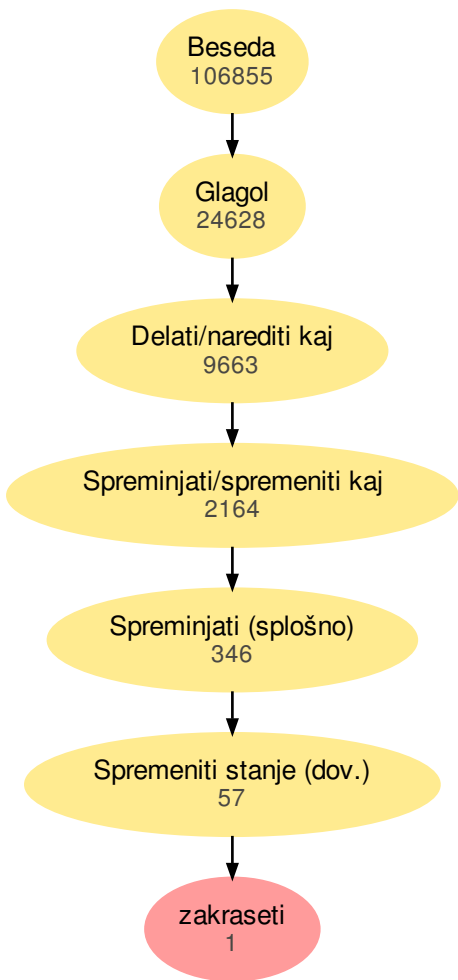 Beseda
106855
Glagol
24628
Delati/narediti kaj
9663
Spreminjati/spremeniti kaj
2164
Spreminjati (splošno)
346
Spremeniti stanje (dov.)
57
zakraseti
1